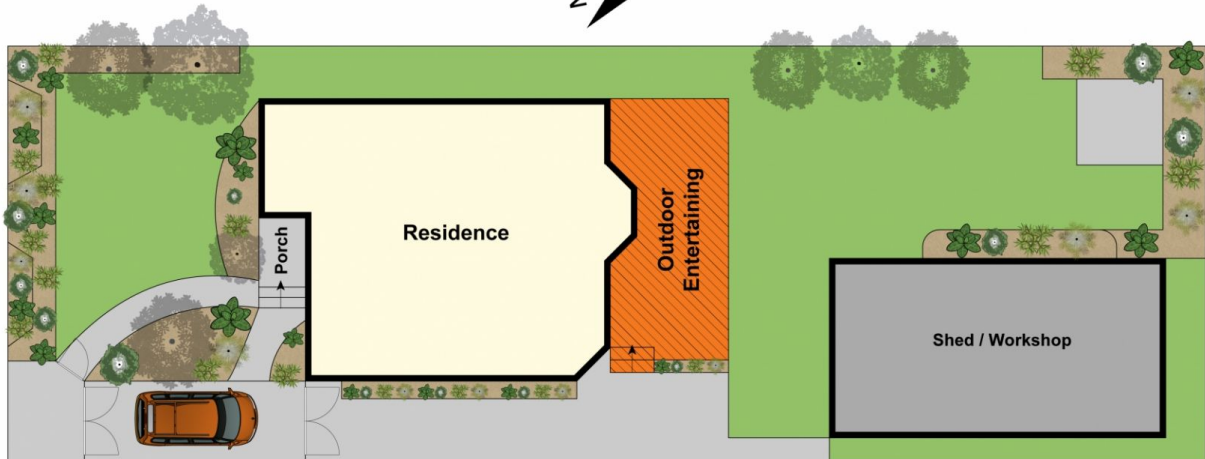 N
Porch
Residence
Outdoor
Entertaining
Shed / Workshop